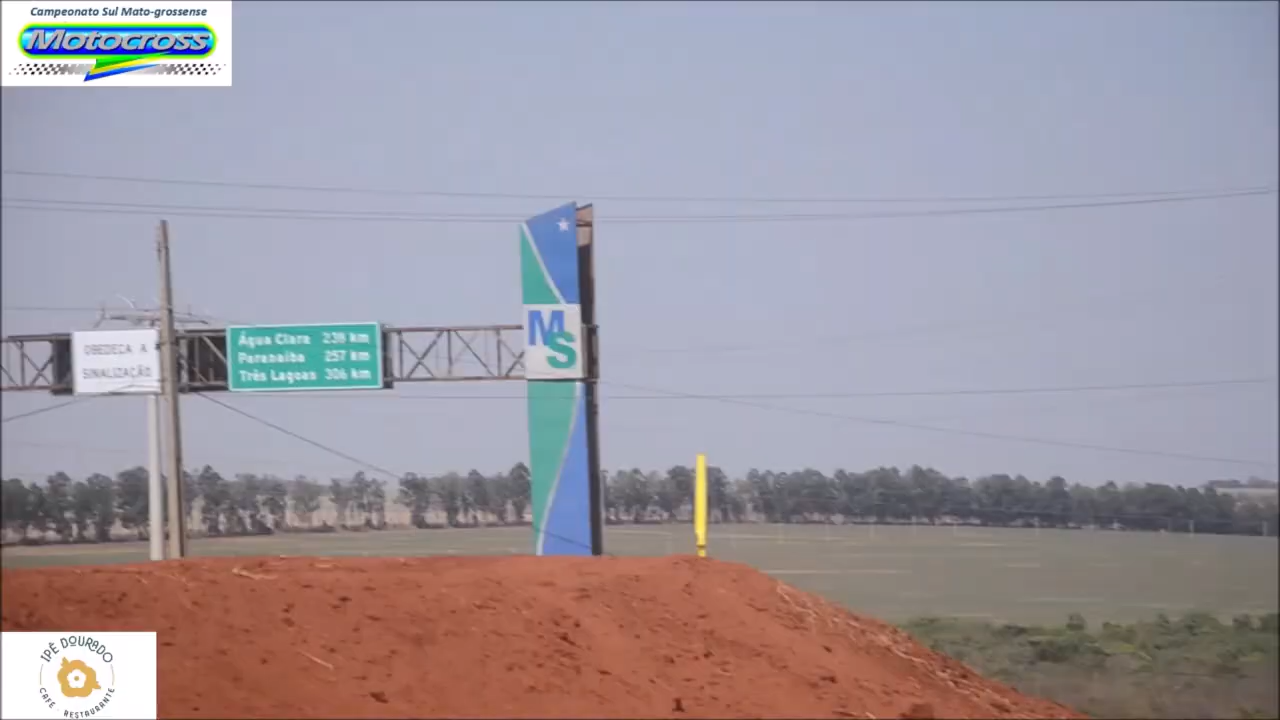 Campeonato Sul Mato-grossense
Motocross
OBEDEÇA A
SINALIZAÇÃO
Água Clara 238 km
Paranaíba 257 km
Três Lagoas 306 km
MS
IPÊ DOURADO
CAFÉ · RESTAURANTE